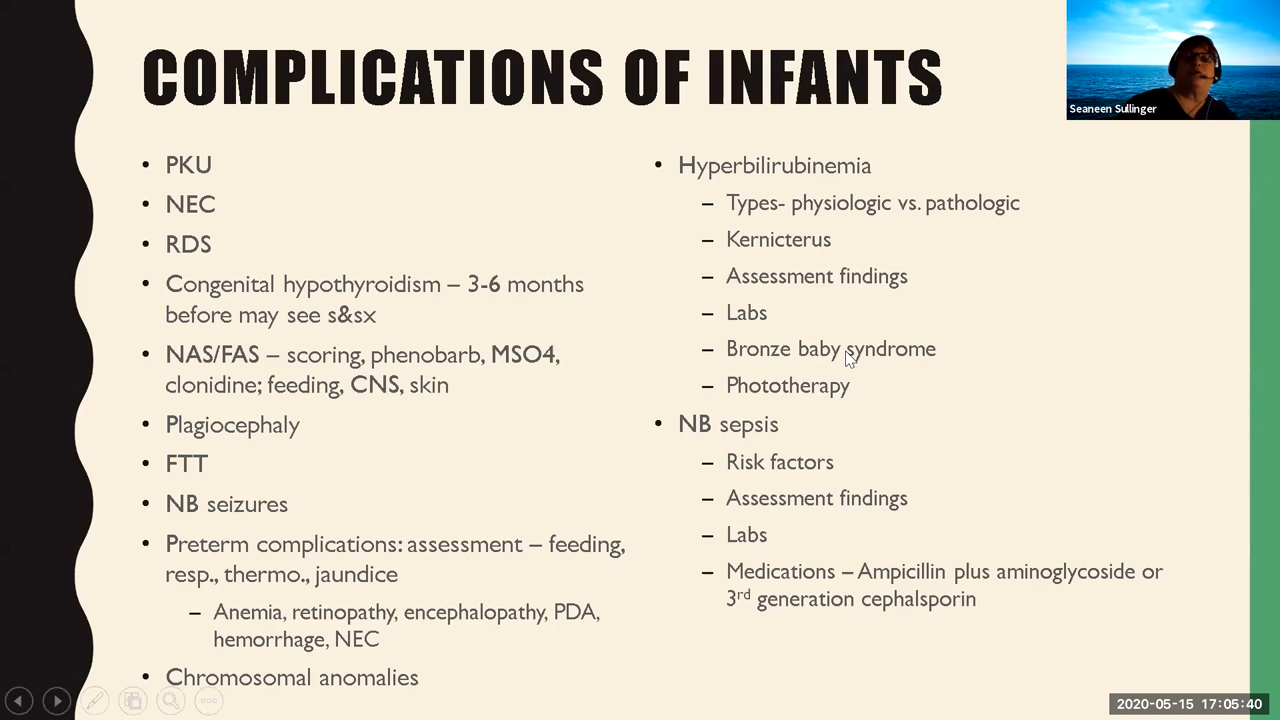 COMPLICATIONS OF INFANTS
Seaneen Sullinger
• PKU
• NEC
• RDS
• Congenital hypothyroidism – 3-6 months
before may see s&sx
• NAS/FAS – scoring, phenobarb, MSO4,
clonidine; feeding, CNS, skin
• Plagiocephaly
• FTT
• NB seizures
• Preterm complications: assessment – feeding,
resp., thermo., jaundice
– Anemia, retinopathy, encephalopathy, PDA,
hemorrhage, NEC
• Chromosomal anomalies
• Hyperbilirubinemia
– Types- physiologic vs. pathologic
– Kernicterus
– Assessment findings
– Labs
– Bronze baby syndrome
– Phototherapy
• NB sepsis
– Risk factors
– Assessment findings
– Labs
– Medications – Ampicillin plus aminoglycoside or
3rd generation cephalsporin
2020-05-15 17:05:40